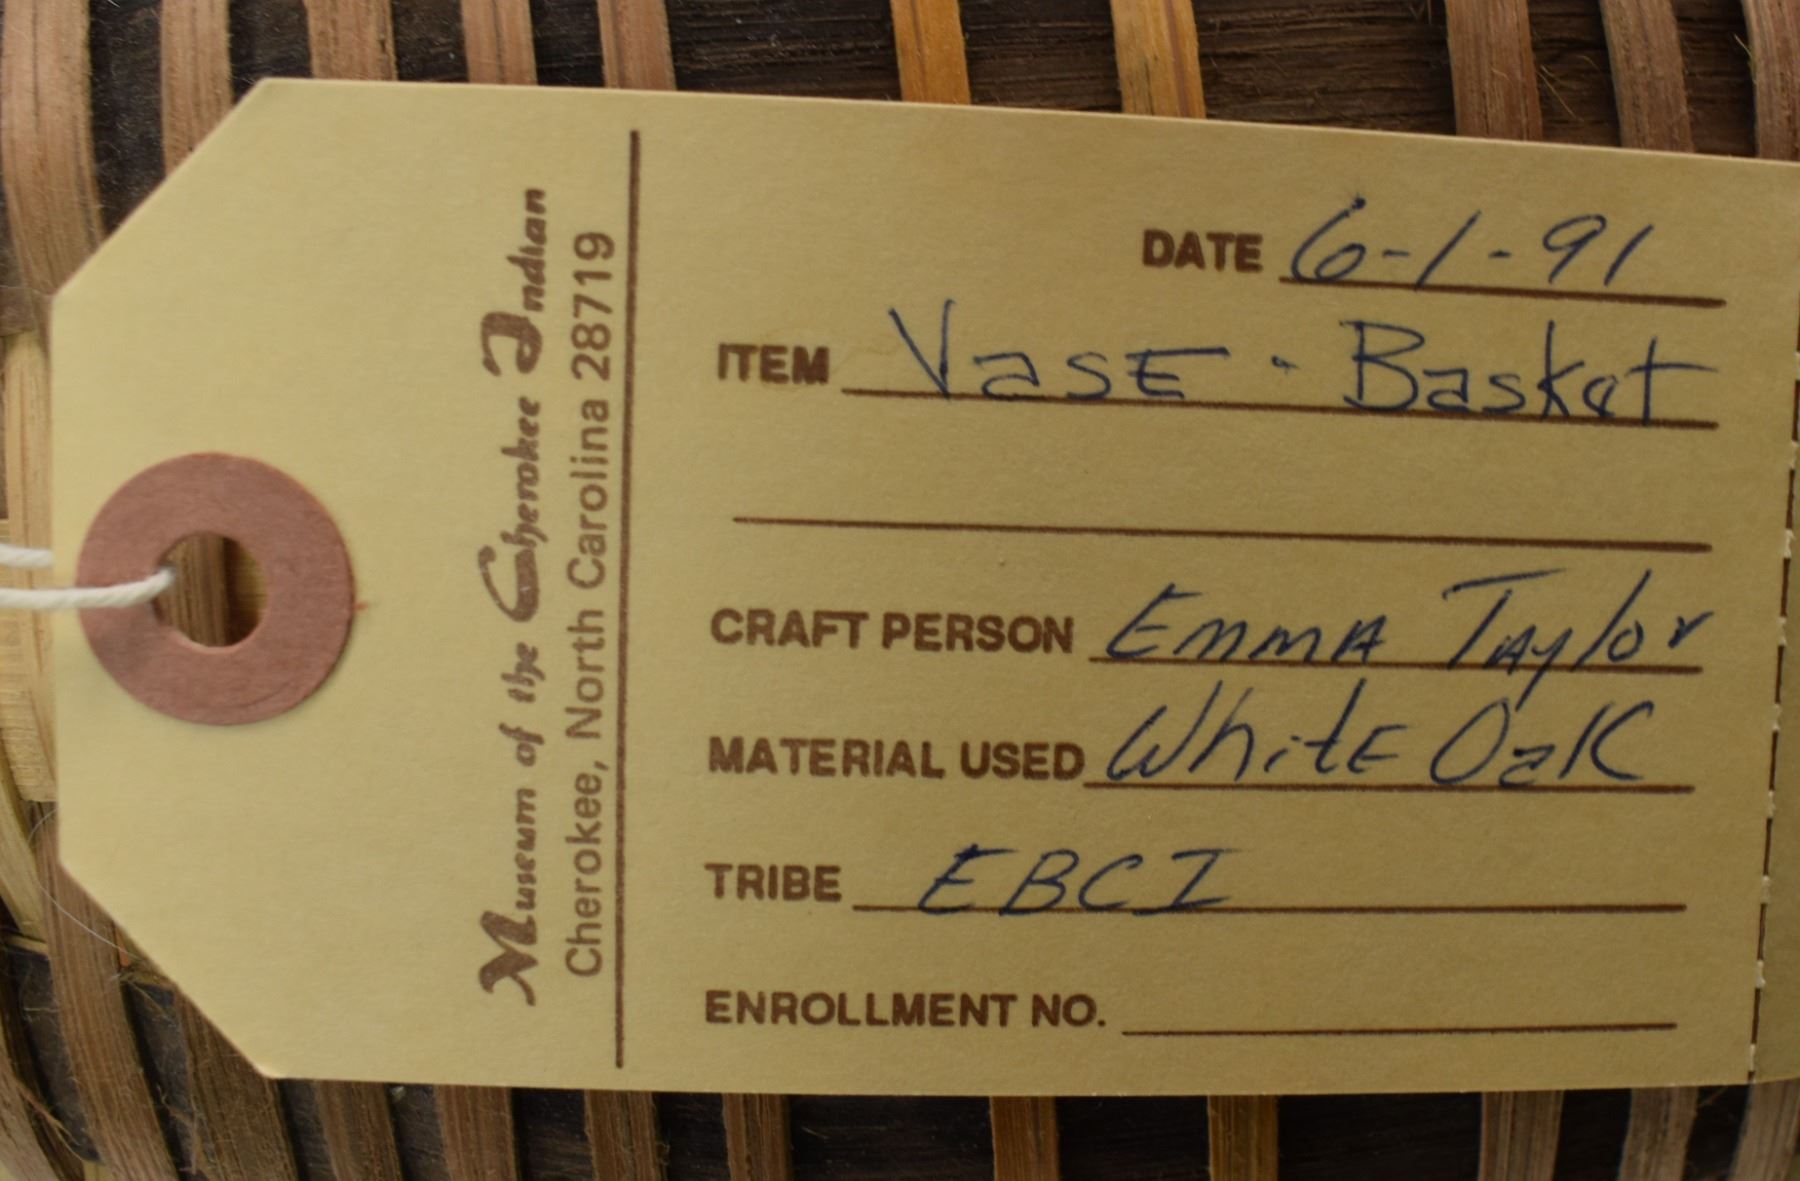 Museum of the Cherokee Indian
Cherokee, North Carolina 28719
DATE 6-1-91
ITEM Vase - Basket
CRAFT PERSON Emma Taylor
MATERIAL USED White Oak
TRIBE EBCI
ENROLLMENT NO.